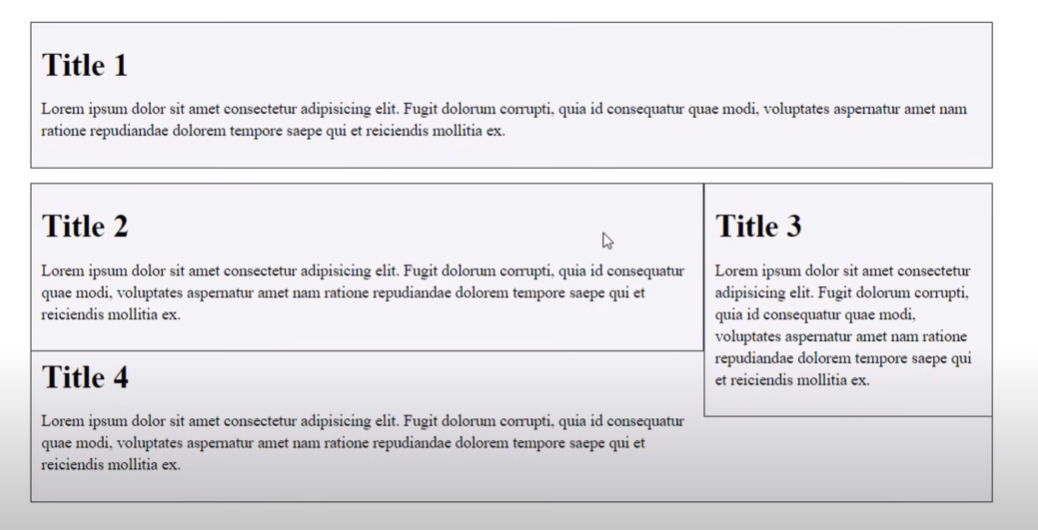 Title 1
Lorem ipsum dolor sit amet consectetur adipisicing elit. Fugit dolorum corrupti, quia id consequatur quae modi, voluptates aspernatur amet nam
ratione repudiandae dolorem tempore saepe qui et reiciendis mollitia ex.
Title 2
Lorem ipsum dolor sit amet consectetur adipisicing elit. Fugit dolorum corrupti, quia id consequatur
quae modi, voluptates aspernatur amet nam ratione repudiandae dolorem tempore saepe qui et
reiciendis mollitia ex.
Title 3
Lorem ipsum dolor sit amet consectetur
adipisicing elit. Fugit dolorum corrupti,
quia id consequatur quae modi,
voluptates aspernatur amet nam ratione
repudiandae dolorem tempore saepe qui
et reiciendis mollitia ex.
Title 4
Lorem ipsum dolor sit amet consectetur adipisicing elit. Fugit dolorum corrupti, quia id consequatur
quae modi, voluptates aspernatur amet nam ratione repudiandae dolorem tempore saepe qui et
reiciendis mollitia ex.